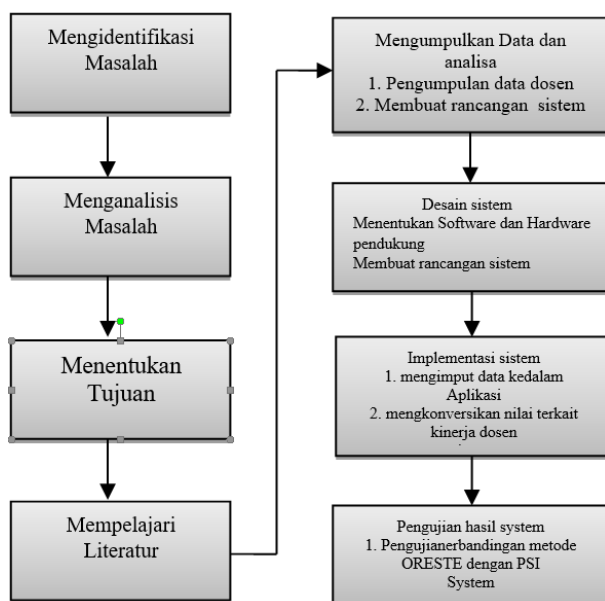 Mengidentifikasi
Masalah
Menganalisis
Masalah
Menentukan
Tujuan
Mempelajari
Literatur
Mengumpulkan Data dan
analisa
1. Pengumpulan data dosen
2. Membuat rancangan sistem
Desain sistem
Menentukan Software dan Hardware
pendukung
Membuat rancangan sistem
Implementasi sistem
1. mengimput data kedalam
Aplikasi
2. mengkonversikan nilai terkait
kinerja dosen
Pengujian hasil system
1. Pengujianerbandingan metode
ORESTE dengan PSI
System